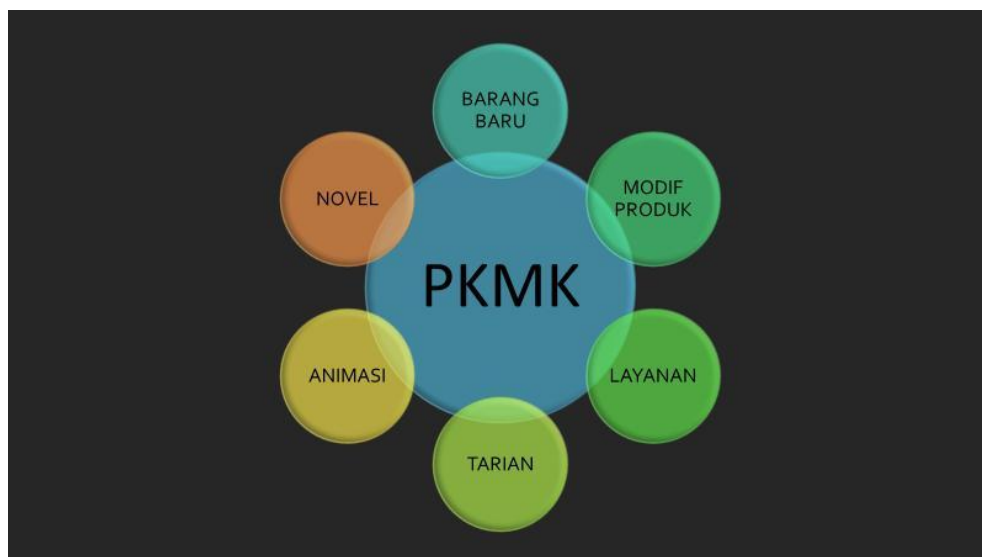 BARANG
BARU
NOVEL
MODIF
PRODUK
PKMK
ANIMASI
LAYANAN
TARIAN